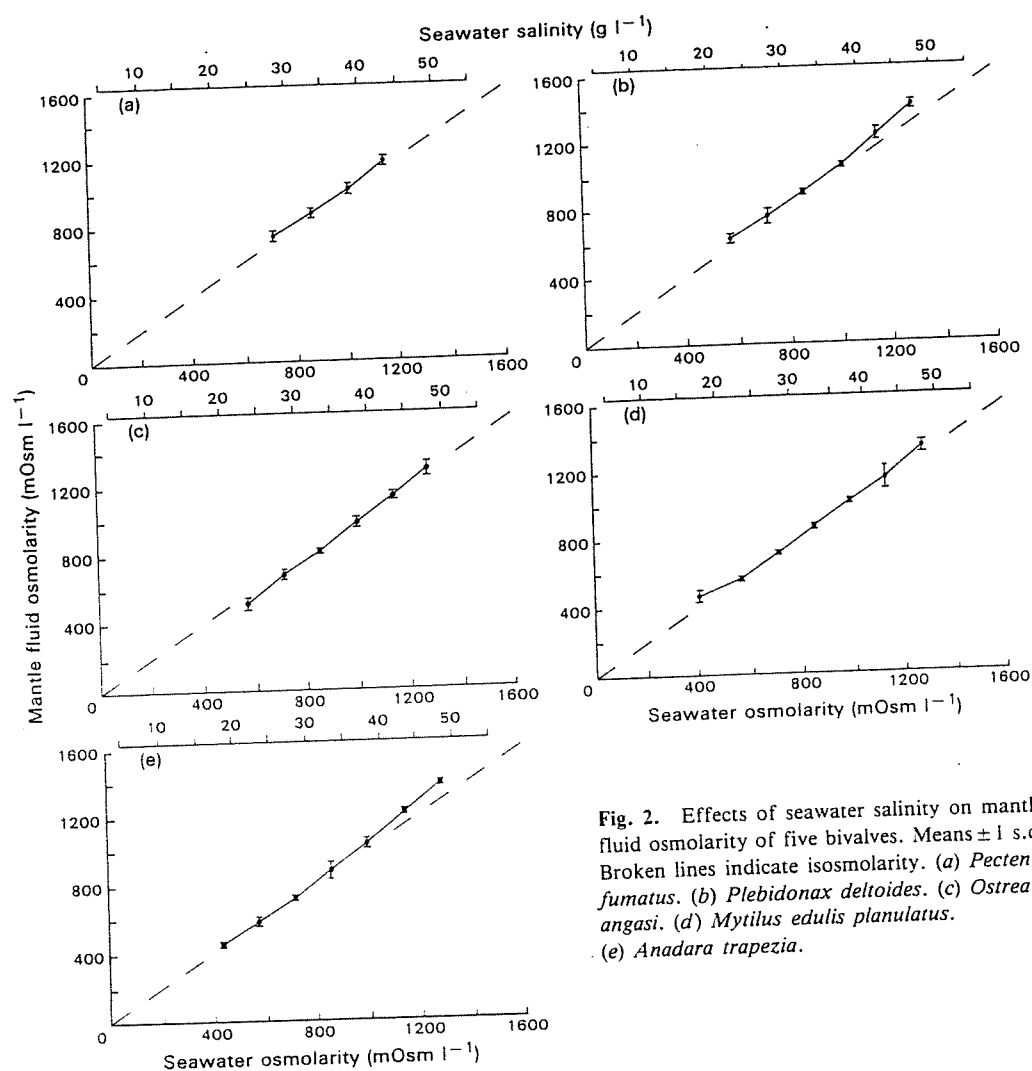 Seawater salinity (g l⁻¹)
10 20 30 40 50
10 20 30 40 50
(a)
(b)
1600
1200
800
400
0 400 800 1200 1600
1600
1200
800
400
0 400 800 1200 1600
10 20 30 40 50
10 20 30 40 50
(c)
(d)
Mantle fluid osmolarity (mOsm l⁻¹)
1600
1200
800
400
0 400 800 1200 1600
1600
1200
800
400
0 400 800 1200 1600
Seawater osmolarity (mOsm l⁻¹)
10 20 30 40 50
(e)
1600
1200
800
400
0 400 800 1200 1600
Seawater osmolarity (mOsm l⁻¹)
Fig. 2. Effects of seawater salinity on mantl
fluid osmolarity of five bivalves. Means ± 1 s.d
Broken lines indicate isosmolarity. (a) Pecten
fumatus. (b) Plebidonax deltoides. (c) Ostrea
angasi. (d) Mytilus edulis planulatus.
(e) Anadara trapezia.